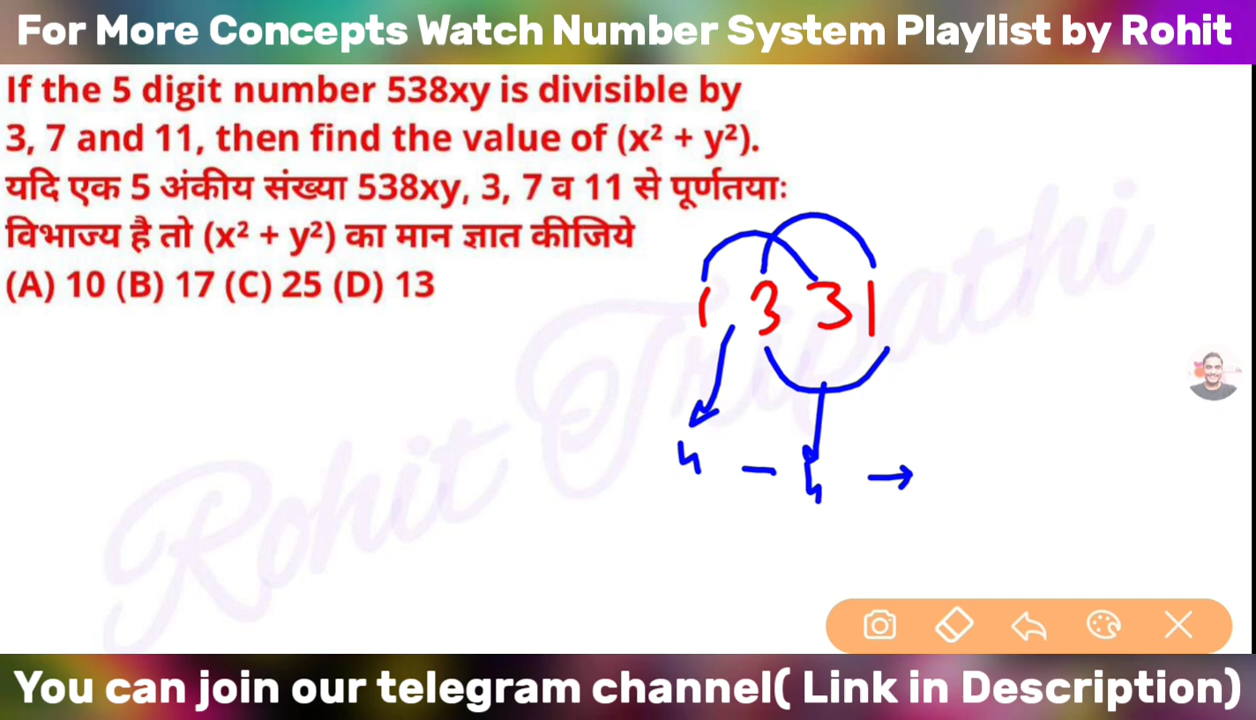 For More Concepts Watch Number System Playlist by Rohit
If the 5 digit number 538xy is divisible by
3, 7 and 11, then find the value of (x² + y²).
यदि एक 5 अंकीय संख्या 538xy, 3, 7 व 11 से पूर्णतयाः
विभाज्य है तो (x² + y²) का मान ज्ञात कीजिये
(A) 10 (B) 17 (C) 25 (D) 13
1 3 3 1
4 - 4 →
Rohit Tripathi
You can join our telegram channel( Link in Description)